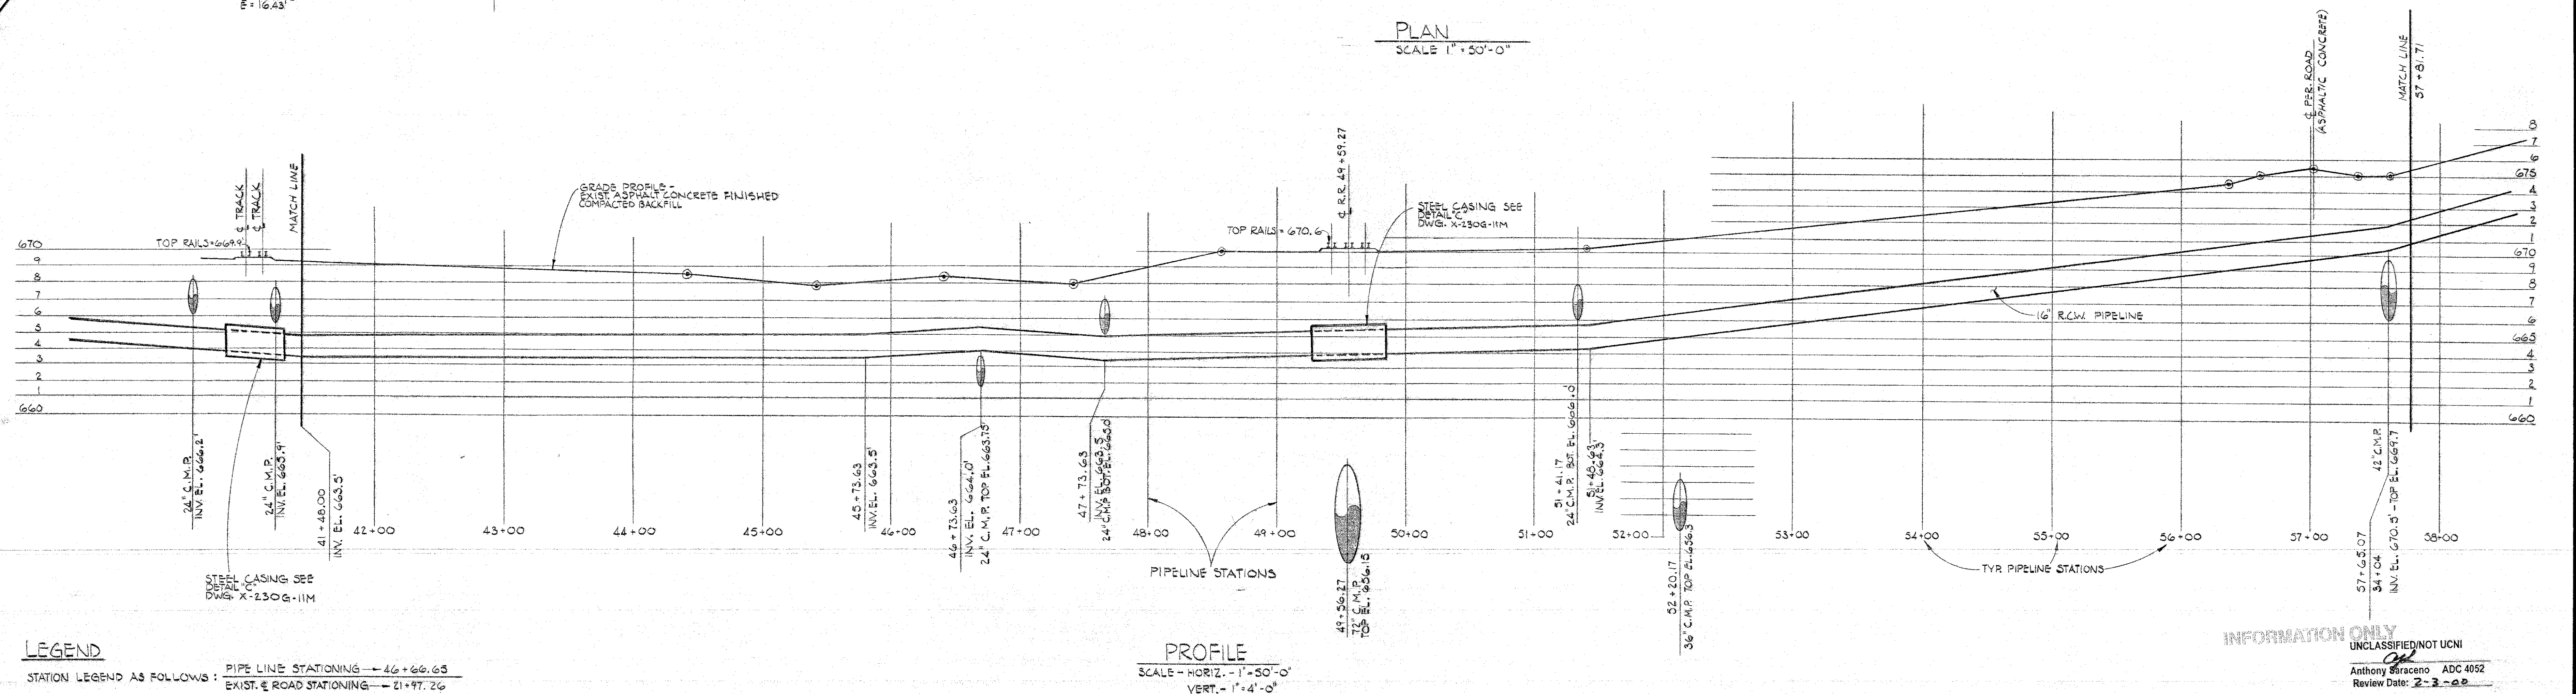 E = 16.43'
PLAN
SCALE 1" = 50'-0"
℄ PER. ROAD
(ASPHALTIC CONCRETE)
MATCH LINE
57 + 81.71
℄ TRACK
℄ TRACK
MATCH LINE
TOP RAILS=669.9
GRADE PROFILE -
EXIST. ASPHALT CONCRETE FINISHED
COMPACTED BACKFILL
℄ R.R. 49+59.27
TOP RAILS = 670.6
STEEL CASING SEE
DETAIL "C"
DWG. X-230G-11M
670
9
8
7
6
5
4
3
2
1
660
8
7
6
675
4
3
2
1
670
9
8
7
6
665
4
3
2
1
660
16" R.C.W. PIPELINE
24" C.M.P.
INV. EL. 666.2'
24" C.M.P.
INV. EL. 665.9'
41+48.00
INV. EL. 663.5'
45+73.63
INV. EL. 663.5'
46+73.63
INV. EL. 664.0'
24" C.M.P. TOP EL. 663.75'
47+73.63
INV. EL. 663.5
24" C.M.P BOT. EL. 665.0'
49+56.27
72" C.M.P.
TOP EL. 656.15
51+41.17
24" C.M.P. BOT. EL. 666.0'
51+48.63
INV. EL. 664.3'
52+20.17
36" C.M.P. TOP EL. 656.3
57+65.07
34+04
42" C.M.P.
INV. EL. 670.5' - TOP EL. 669.7
42+00
43+00
44+00
45+00
46+00
47+00
48+00
49+00
50+00
51+00
52+00
53+00
54+00
55+00
56+00
57+00
58+00
PIPELINE STATIONS
TYP. PIPELINE STATIONS
STEEL CASING SEE
DETAIL "C"
DWG. X-230G-11M
LEGEND
STATION LEGEND AS FOLLOWS:
PIPE LINE STATIONING 46+66.63
EXIST. ℄ ROAD STATIONING 21+97.26
PROFILE
SCALE - HORIZ. - 1"=50'-0"
VERT. - 1"=4'-0"
INFORMATION ONLY
UNCLASSIFIED/NOT UCNI
Anthony Saraceno ADC 4052
Review Date: 2-3-00